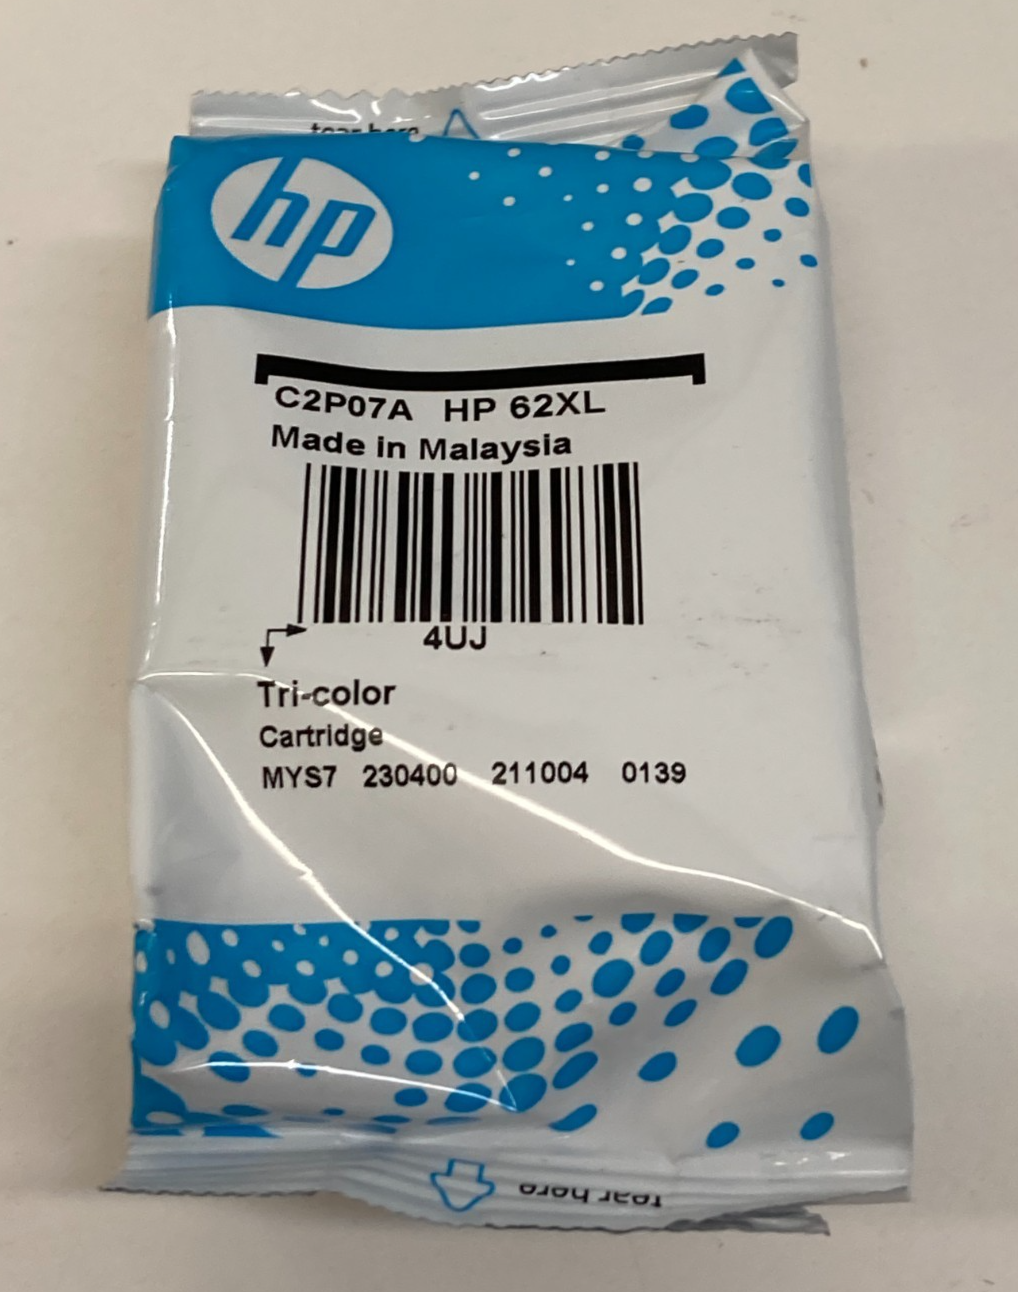 tear here
hp
C2P07A HP 62XL
Made in Malaysia
4UJ
Tri-color
Cartridge
MYS7 230400 211004 0139
tear here